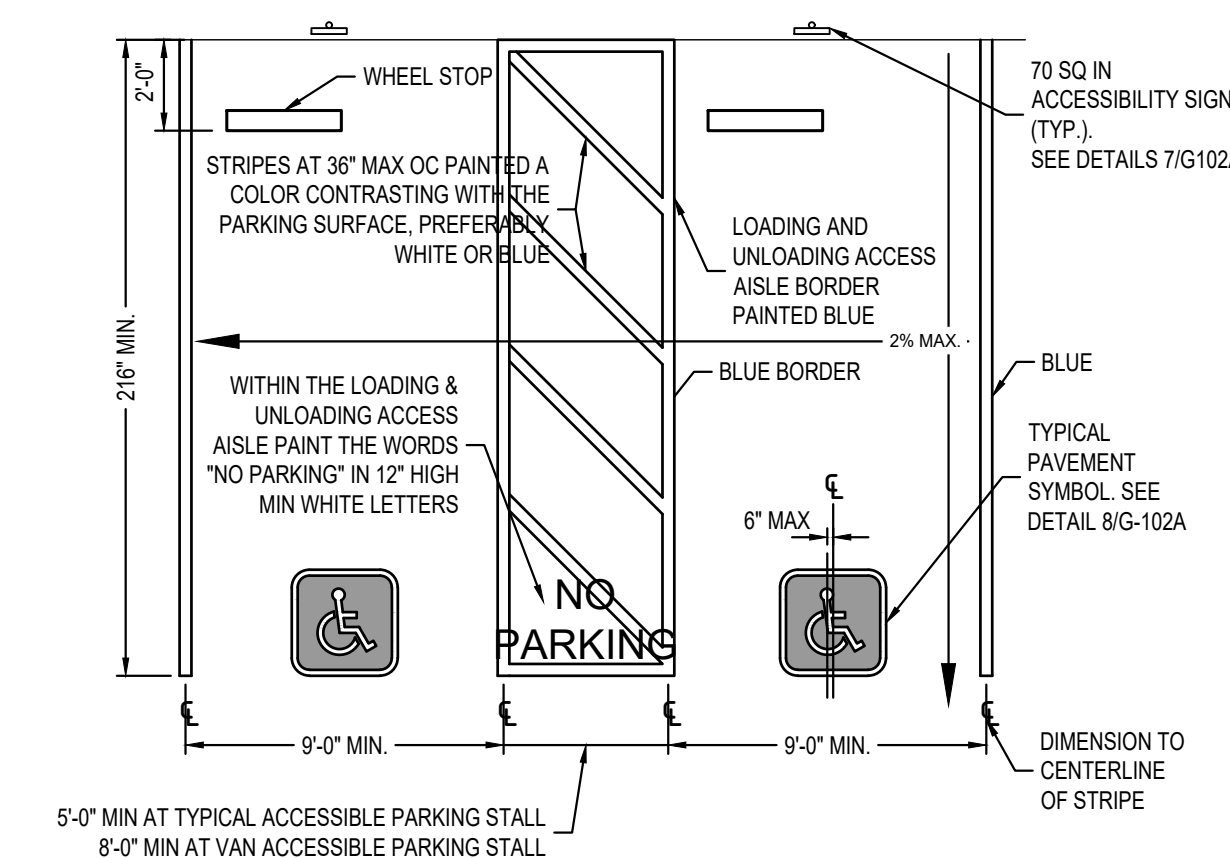 2'-0"
WHEEL STOP
70 SQ IN
ACCESSIBILITY SIGN
(TYP.).
SEE DETAILS 7/G102
STRIPES AT 36" MAX OC PAINTED A
COLOR CONTRASTING WITH THE
PARKING SURFACE, PREFERABLY
WHITE OR BLUE
LOADING AND
UNLOADING ACCESS
AISLE BORDER
PAINTED BLUE
216" MIN.
2% MAX.
BLUE BORDER
BLUE
WITHIN THE LOADING &
UNLOADING ACCESS
AISLE PAINT THE WORDS
"NO PARKING" IN 12" HIGH
MIN WHITE LETTERS
TYPICAL
PAVEMENT
SYMBOL. SEE
DETAIL 8/G-102A
℄
6" MAX
NO
PARKING
℄
℄
℄
℄
9'-0" MIN.
9'-0" MIN.
DIMENSION TO
CENTERLINE
OF STRIPE
5'-0" MIN AT TYPICAL ACCESSIBLE PARKING STALL
8'-0" MIN AT VAN ACCESSIBLE PARKING STALL